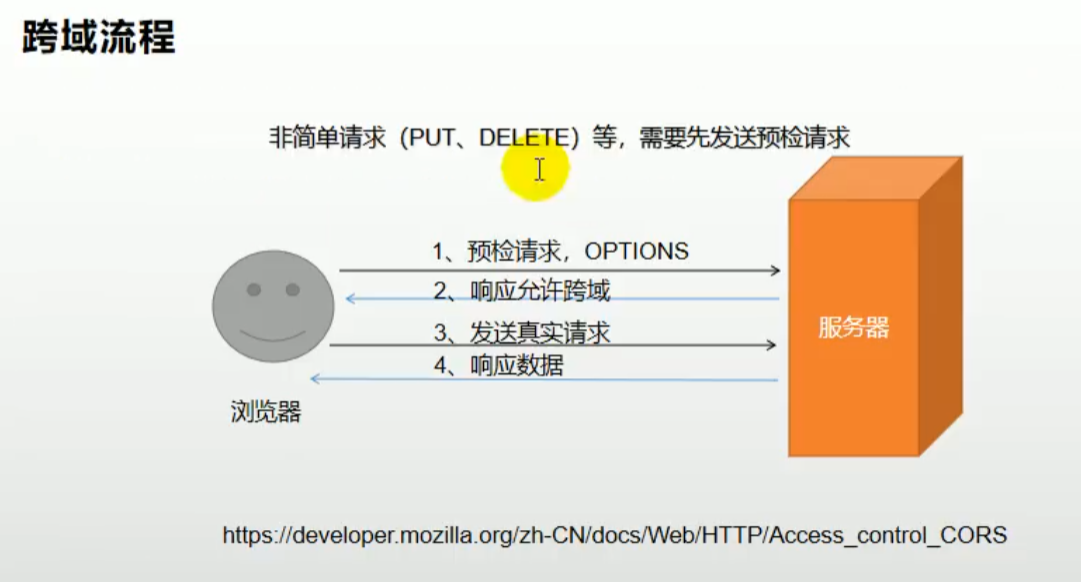 跨域流程
非简单请求（PUT、DELETE）等，需要先发送预检请求
1、预检请求，OPTIONS
2、响应允许跨域
3、发送真实请求
4、响应数据
服务器
浏览器
https://developer.mozilla.org/zh-CN/docs/Web/HTTP/Access_control_CORS